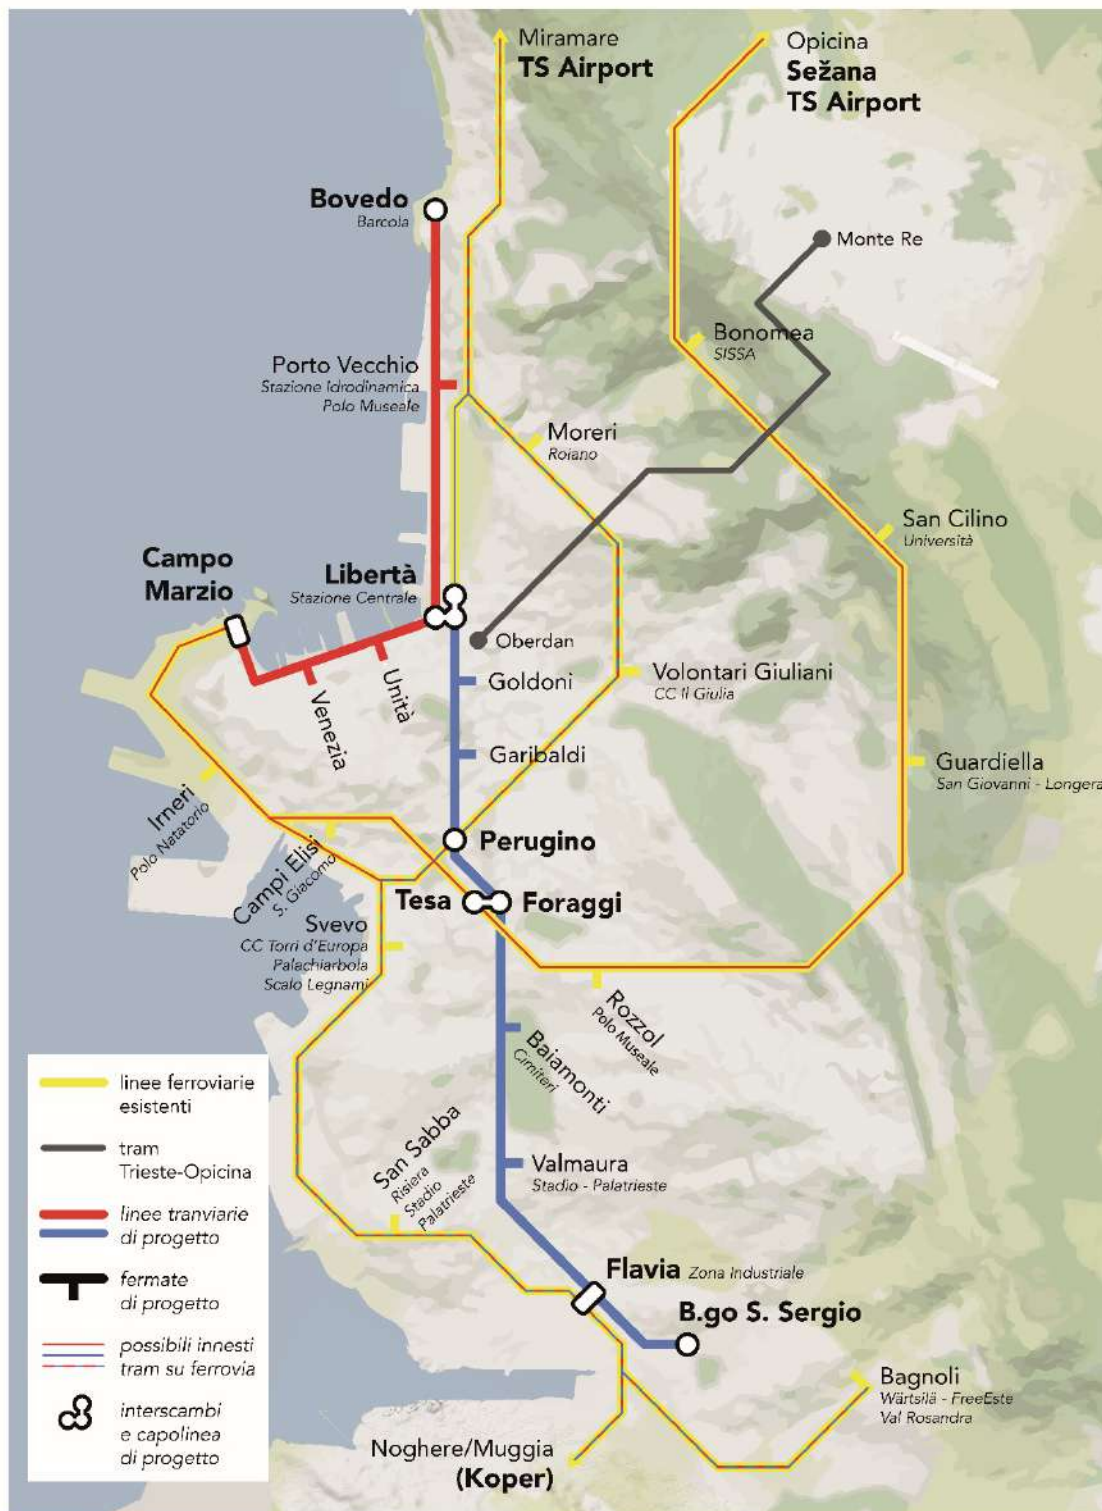 Miramare
TS Airport
Opicina
Sežana
TS Airport
Bovedo
Barcola
Monte Re
Bonomea
SISSA
Porto Vecchio
Stazione Idrodinamica
Polo Museale
Moreri
Roiano
San Cilino
Università
Campo
Marzio
Libertà
Stazione Centrale
Oberdan
Goldoni
Volontari Giuliani
CC Il Giulia
Unità
Venezia
Garibaldi
Guardiella
San Giovanni - Longera
Irneri
Polo Natatorio
Campi Elisi
S. Giacomo
Perugino
Tesa
Foraggi
Svevo
CC Torri d'Europa
Palachiarbola
Scalo Legnami
Rozzol
Polo Museale
Baiamonti
Cimiteri
San Sabba
Risiera
Stadio
Palatrieste
Valmaura
Stadio - Palatrieste
Flavia Zona Industriale
B.go S. Sergio
Bagnoli
Wärtsilä - FreeEste
Val Rosandra
Noghere/Muggia
(Koper)
linee ferroviarie
esistenti
tram
Trieste-Opicina
linee tranviarie
di progetto
fermate
di progetto
possibili innesti
tram su ferrovia
interscambi
e capolinea
di progetto